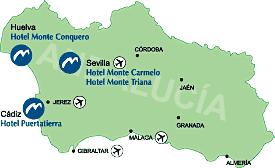 Huelva
Hotel Monte Conquero
Sevilla
Hotel Monte Carmelo
Hotel Monte Triana
CÓRDOBA
JAÉN
ANDALUCÍA
Cádiz
Hotel Puertatierra
JEREZ
GRANADA
MALAGA
GIBRALTAR
ALMERÍA